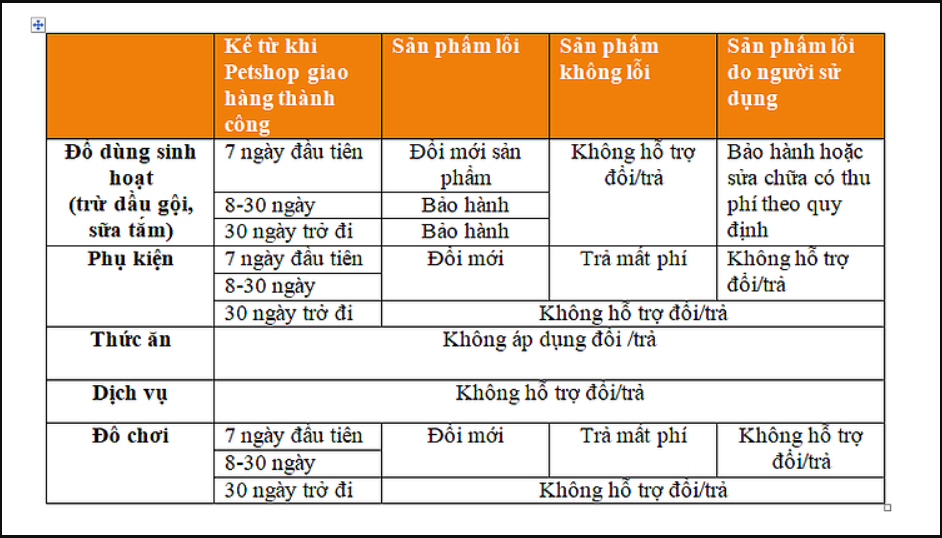 Kể từ khi
Petshop giao
hàng thành
công
Sản phẩm lỗi
Sản phẩm
không lỗi
Sản phẩm lỗi
do người sử
dụng
Đồ dùng sinh
hoạt
(trừ dầu gội,
sữa tắm)
7 ngày đầu tiên
Đổi mới sản
phẩm
Không hỗ trợ
đổi/trả
Bảo hành hoặc
sửa chữa có thu
phí theo quy
định
8-30 ngày
Bảo hành
30 ngày trở đi
Bảo hành
Phụ kiện
7 ngày đầu tiên
Đổi mới
Trả mất phí
Không hỗ trợ
đổi/trả
8-30 ngày
30 ngày trở đi
Không hỗ trợ đổi/trả
Thức ăn
Không áp dụng đổi /trả
Dịch vụ
Không hỗ trợ đổi/trả
Đồ chơi
7 ngày đầu tiên
Đổi mới
Trả mất phí
Không hỗ trợ
đổi/trả
8-30 ngày
30 ngày trở đi
Không hỗ trợ đổi/trả